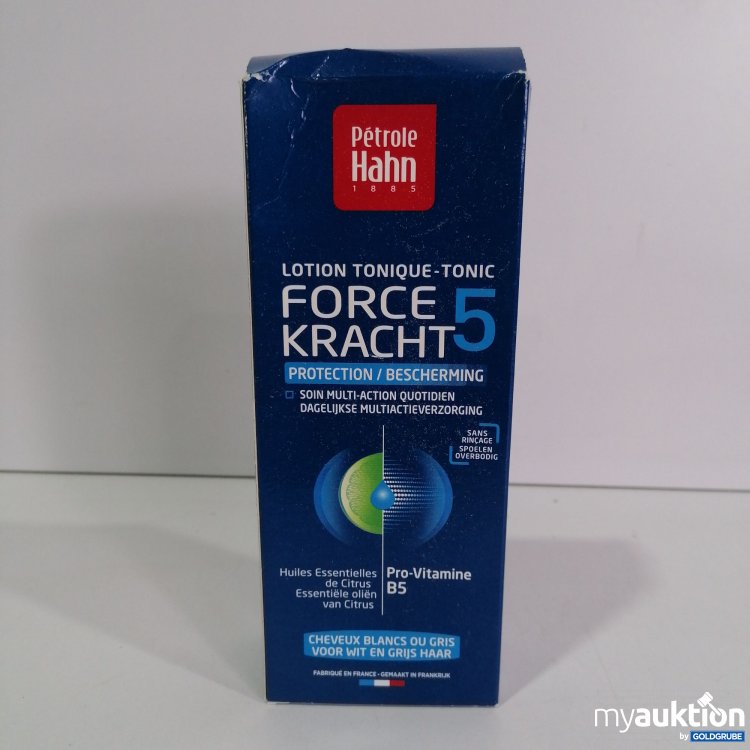 Pétrole
Hahn
1885
LOTION TONIQUE-TONIC
FORCE 5
KRACHT
PROTECTION / BESCHERMING
SOIN MULTI-ACTION QUOTIDIEN
DAGELIJKSE MULTIACTIEVERZORGING
SANS
RINÇAGE
SPOELEN
OVERBODIG
Huiles Essentielles
de Citrus
Essentiële oliën
van Citrus
Pro-Vitamine
B5
CHEVEUX BLANCS OU GRIS
VOOR WIT EN GRIJS HAAR
FABRIQUÉ EN FRANCE - GEMAAKT IN FRANKRIJK
myauktion
by GOLDGRUBE